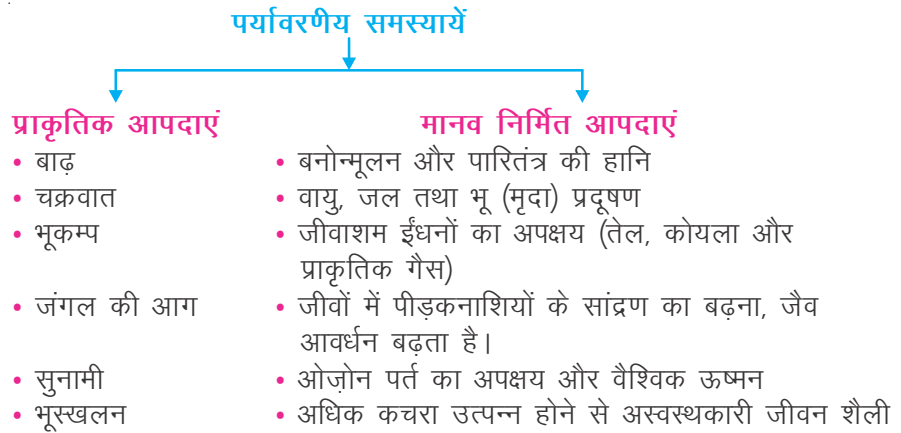 पर्यावरणीय समस्यायें
प्राकृतिक आपदाएं
मानव निर्मित आपदाएं
• बाढ़
• बनोन्मूलन और पारितंत्र की हानि
• चक्रवात
• वायु, जल तथा भू (मृदा) प्रदूषण
• भूकम्प
• जीवाशम ईंधनों का अपक्षय (तेल, कोयला और
प्राकृतिक गैस)
• जंगल की आग
• जीवों में पीड़कनाशियों के सांद्रण का बढ़ना, जैव
आवर्धन बढ़ता है।
• सुनामी
• ओज़ोन पर्त का अपक्षय और वैश्विक ऊष्मन
• भूस्खलन
• अधिक कचरा उत्पन्न होने से अस्वस्थकारी जीवन शैली